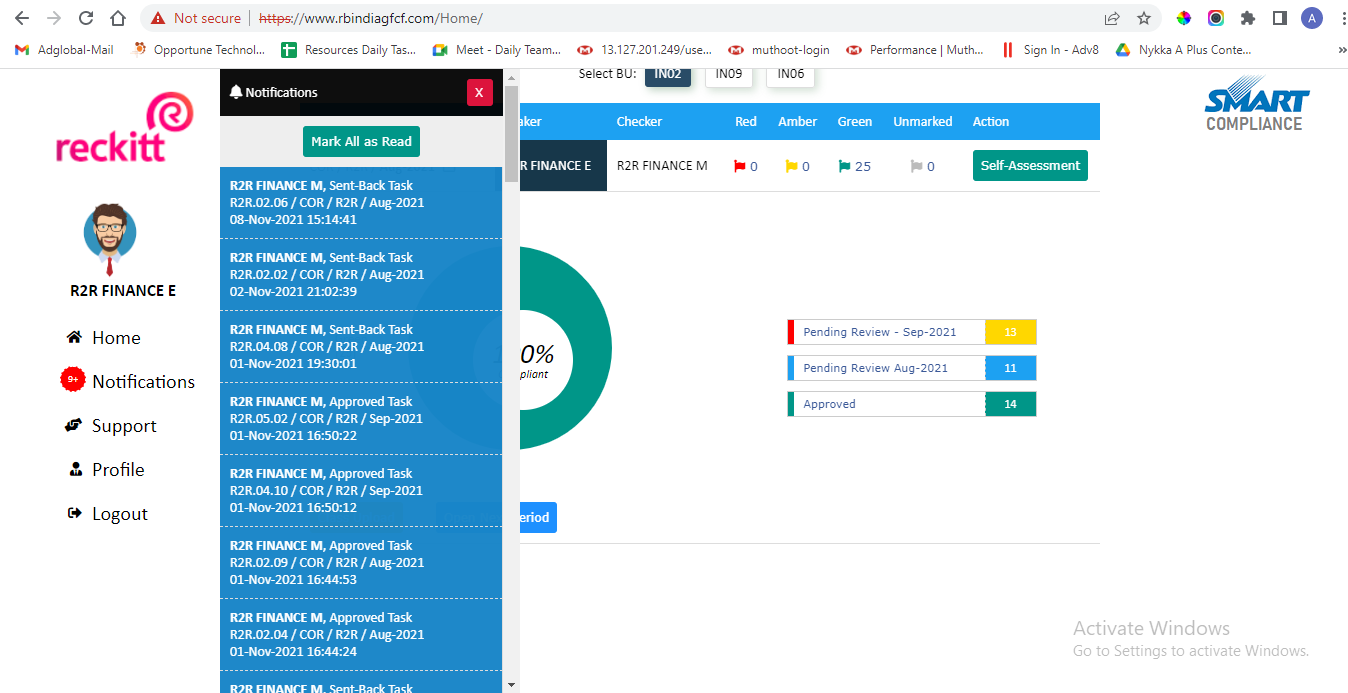 Not secure
https://www.rbindiagfcf.com/Home/
A
Adglobal-Mail
Opportune Technol...
Resources Daily Tas...
Meet - Daily Team...
13.127.201.249/use...
muthoot-login
Performance | Muth...
Sign In - Adv8
Nykka A Plus Conte...
»
reckitt
R2R FINANCE E
Home
9+
Notifications
Support
Profile
Logout
Notifications
X
Mark All as Read
R2R FINANCE M, Sent-Back Task
R2R.02.06 / COR / R2R / Aug-2021
08-Nov-2021 15:14:41
R2R FINANCE M, Sent-Back Task
R2R.02.02 / COR / R2R / Aug-2021
02-Nov-2021 21:02:39
R2R FINANCE M, Sent-Back Task
R2R.04.08 / COR / R2R / Aug-2021
01-Nov-2021 19:30:01
R2R FINANCE M, Approved Task
R2R.05.02 / COR / R2R / Sep-2021
01-Nov-2021 16:50:22
R2R FINANCE M, Approved Task
R2R.04.10 / COR / R2R / Sep-2021
01-Nov-2021 16:50:12
R2R FINANCE M, Approved Task
R2R.02.09 / COR / R2R / Aug-2021
01-Nov-2021 16:44:53
R2R FINANCE M, Approved Task
R2R.02.04 / COR / R2R / Aug-2021
01-Nov-2021 16:44:24
R2R FINANCE M, Sent-Back Task
Select BU: IN02 IN09 IN06
aker Checker Red Amber Green Unmarked Action
R FINANCE E R2R FINANCE M 0 0 25 0 Self-Assessment
0%
pliant
Pending Review - Sep-2021 13
Pending Review Aug-2021 11
Approved 14
eriod
SMART
COMPLIANCE
Activate Windows
Go to Settings to activate Windows.